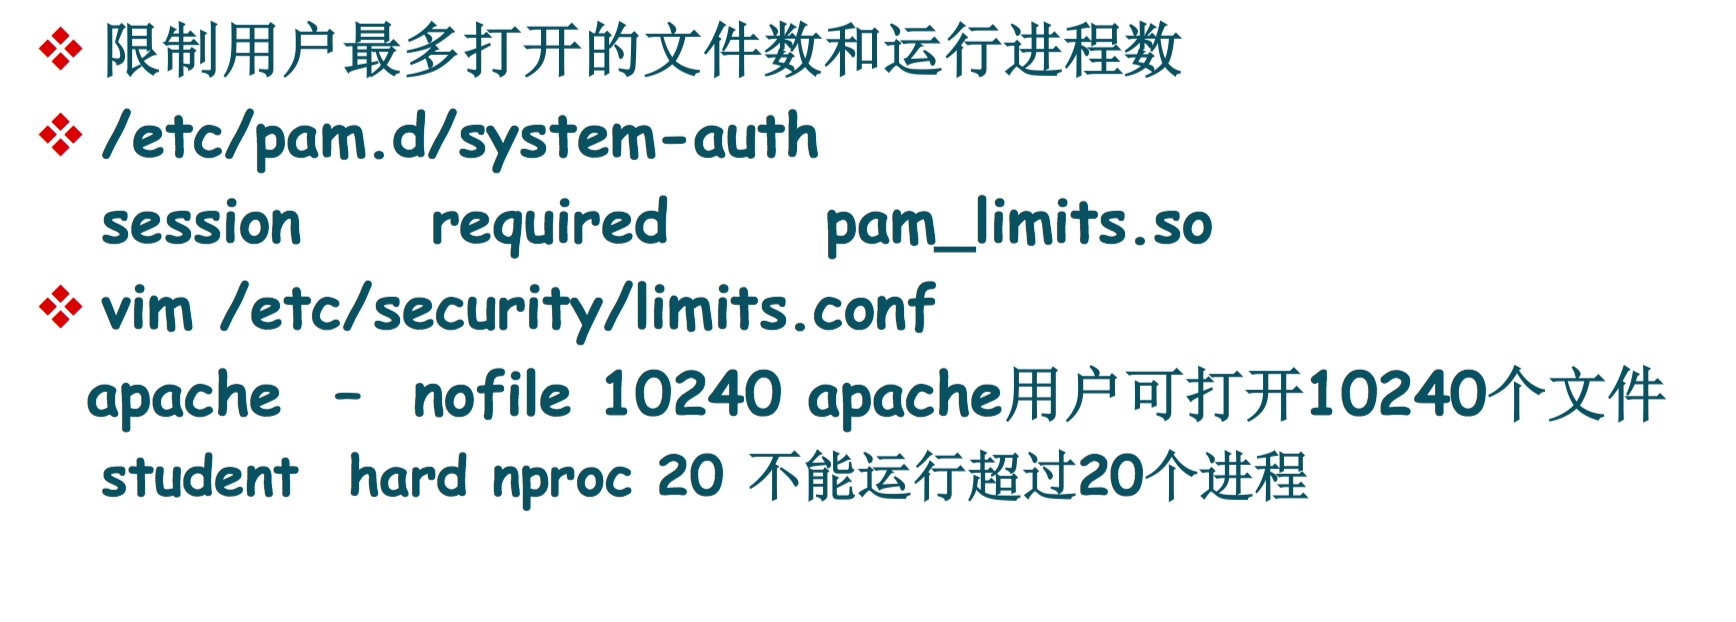 ❖ 限制用户最多打开的文件数和运行进程数
❖ /etc/pam.d/system-auth
session required pam_limits.so
❖ vim /etc/security/limits.conf
apache – nofile 10240 apache用户可打开10240个文件
student hard nproc 20 不能运行超过20个进程